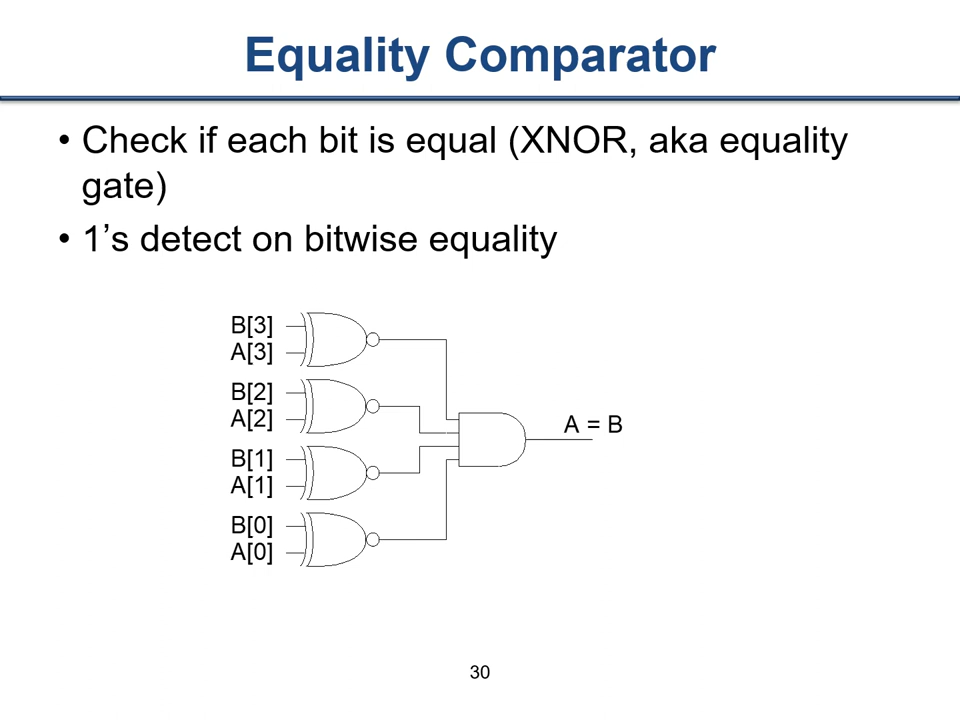 Equality Comparator
• Check if each bit is equal (XNOR, aka equality
gate)
• 1’s detect on bitwise equality
B[3]
A[3]
B[2]
A[2]
A = B
B[1]
A[1]
B[0]
A[0]
30